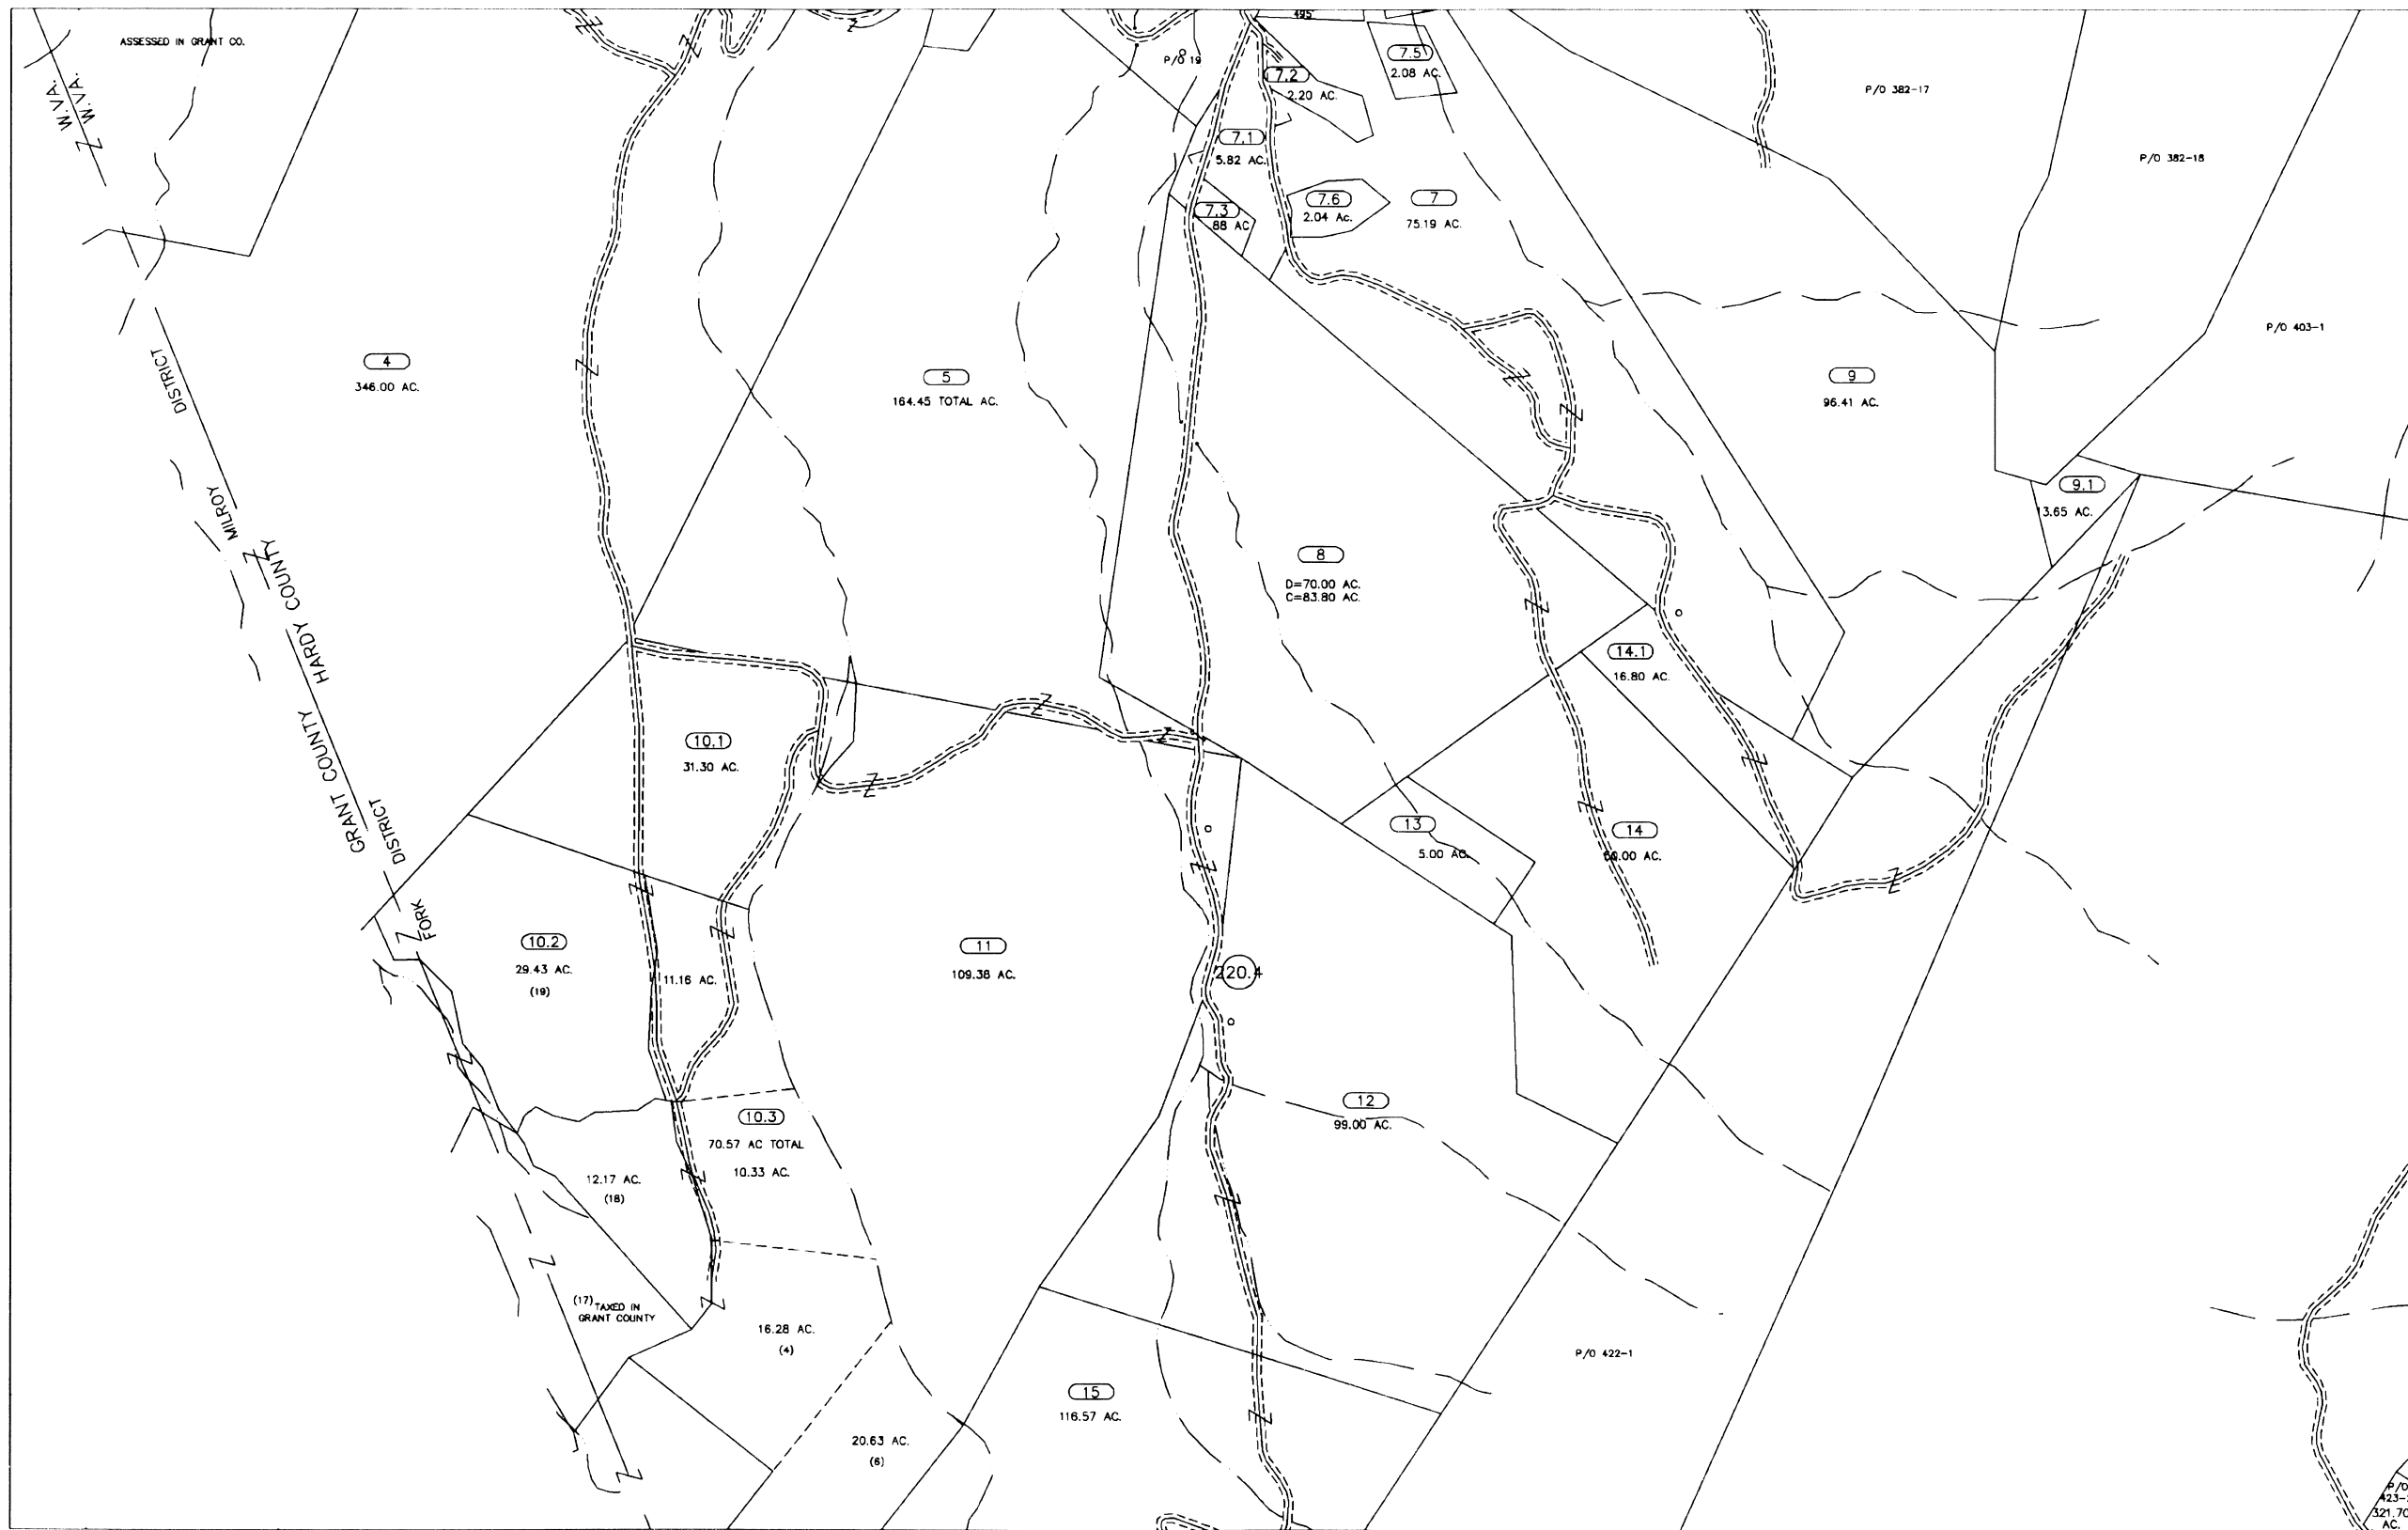 ASSESSED IN GRANT CO.
W.VA.
W.VA.
495
P/O 19
7.2
2.20 AC.
7.5
2.08 AC.
P/O 382-17
7.1
5.82 AC.
P/O 382-18
7.3
88 AC
7.6
2.04 Ac.
7
75.19 AC.
P/O 403-1
DISTRICT
4
346.00 AC.
5
164.45 TOTAL AC.
9
96.41 AC.
MILROY
9.1
13.65 AC.
HARDY COUNTY
GRANT COUNTY
8
D=70.00 AC.
C=83.80 AC.
14.1
16.80 AC.
10.1
31.30 AC.
DISTRICT
FORK
13
5.00 AC.
14
10.2
29.43 AC.
(19)
11.16 AC.
11
109.38 AC.
220.4
10.3
70.57 AC TOTAL
10.33 AC.
12
99.00 AC.
12.17 AC.
(18)
(17) TAXED IN
GRANT COUNTY
16.28 AC.
(4)
P/O 422-1
15
116.57 AC.
20.63 AC.
(6)
P/O
423-
321.70
AC.